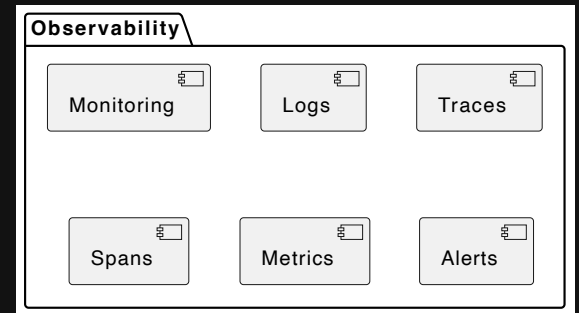 Observability
Monitoring
Logs
Traces
Spans
Metrics
Alerts